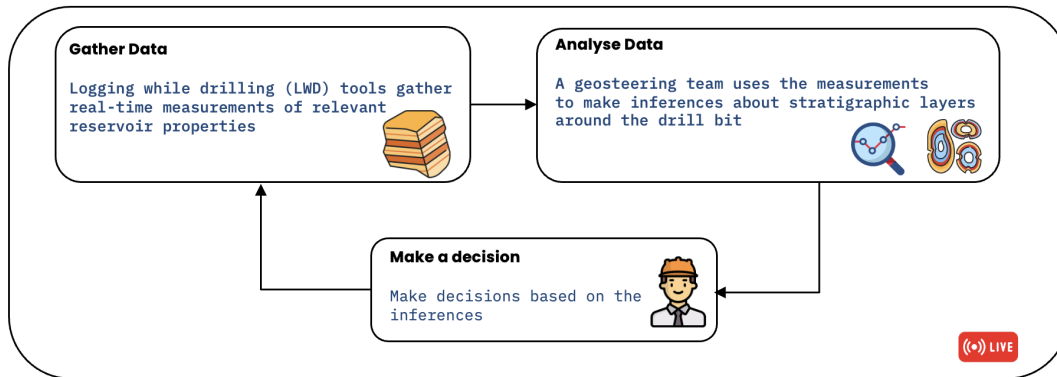 Gather Data
Logging while drilling (LWD) tools gather
real-time measurements of relevant
reservoir properties
Analyse Data
A geosteering team uses the measurements
to make inferences about stratigraphic layers
around the drill bit
Make a decision
Make decisions based on the
inferences
LIVE